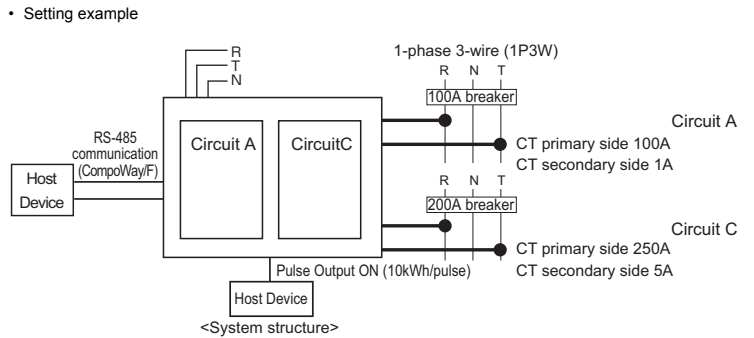 • Setting example
R
T
N
1-phase 3-wire (1P3W)
R N T
100A breaker
Circuit A
CT primary side 100A
CT secondary side 1A
RS-485
communication
(CompoWay/F)
Host
Device
Circuit A
CircuitC
R N T
200A breaker
Circuit C
CT primary side 250A
CT secondary side 5A
Pulse Output ON (10kWh/pulse)
Host Device
<System structure>